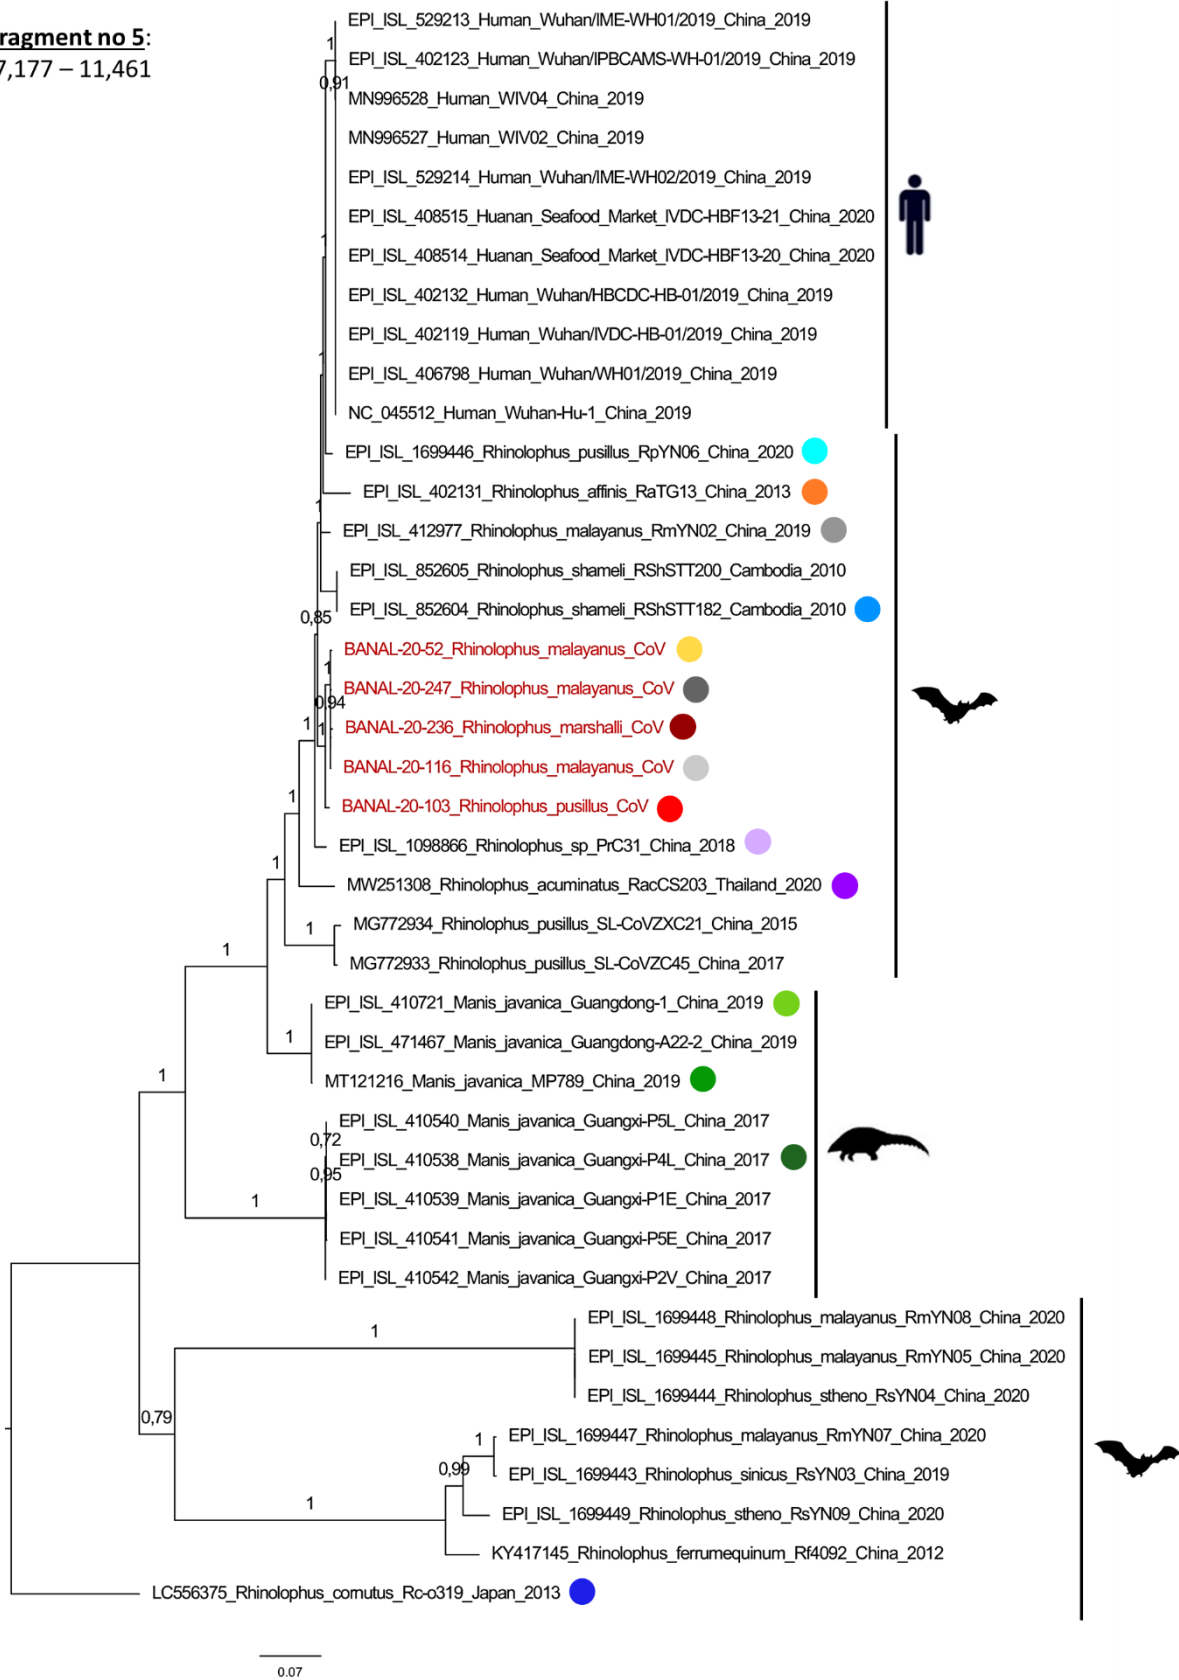 ragment no 5:
7,177 – 11,461
EPI_ISL_529213_Human_Wuhan/IME-WH01/2019_China_2019
1
EPI_ISL_402123_Human_Wuhan/IPBCAMS-WH-01/2019_China_2019
0,91
MN996528_Human_WIV04_China_2019
MN996527_Human_WIV02_China_2019
EPI_ISL_529214_Human_Wuhan/IME-WH02/2019_China_2019
EPI_ISL_408515_Huanan_Seafood_Market_IVDC-HBF13-21_China_2020
1
EPI_ISL_408514_Huanan_Seafood_Market_IVDC-HBF13-20_China_2020
EPI_ISL_402132_Human_Wuhan/HBCDC-HB-01/2019_China_2019
EPI_ISL_402119_Human_Wuhan/IVDC-HB-01/2019_China_2019
1
EPI_ISL_406798_Human_Wuhan/WH01/2019_China_2019
NC_045512_Human_Wuhan-Hu-1_China_2019
EPI_ISL_1699446_Rhinolophus_pusillus_RpYN06_China_2020
EPI_ISL_402131_Rhinolophus_affinis_RaTG13_China_2013
1
EPI_ISL_412977_Rhinolophus_malayanus_RmYN02_China_2019
EPI_ISL_852605_Rhinolophus_shameli_RShSTT200_Cambodia_2010
EPI_ISL_852604_Rhinolophus_shameli_RShSTT182_Cambodia_2010
0,85
BANAL-20-52_Rhinolophus_malayanus_CoV
1
BANAL-20-247_Rhinolophus_malayanus_CoV
0,94
BANAL-20-236_Rhinolophus_marshalli_CoV
1
1
BANAL-20-116_Rhinolophus_malayanus_CoV
1
BANAL-20-103_Rhinolophus_pusillus_CoV
EPI_ISL_1098866_Rhinolophus_sp_PrC31_China_2018
1
MW251308_Rhinolophus_acuminatus_RacCS203_Thailand_2020
MG772934_Rhinolophus_pusillus_SL-CoVZXC21_China_2015
1
1
MG772933_Rhinolophus_pusillus_SL-CoVZC45_China_2017
EPI_ISL_410721_Manis_javanica_Guangdong-1_China_2019
1
EPI_ISL_471467_Manis_javanica_Guangdong-A22-2_China_2019
1
MT121216_Manis_javanica_MP789_China_2019
EPI_ISL_410540_Manis_javanica_Guangxi-P5L_China_2017
0,72
EPI_ISL_410538_Manis_javanica_Guangxi-P4L_China_2017
0,95
1
EPI_ISL_410539_Manis_javanica_Guangxi-P1E_China_2017
EPI_ISL_410541_Manis_javanica_Guangxi-P5E_China_2017
EPI_ISL_410542_Manis_javanica_Guangxi-P2V_China_2017
EPI_ISL_1699448_Rhinolophus_malayanus_RmYN08_China_2020
1
EPI_ISL_1699445_Rhinolophus_malayanus_RmYN05_China_2020
EPI_ISL_1699444_Rhinolophus_stheno_RsYN04_China_2020
0,79
EPI_ISL_1699447_Rhinolophus_malayanus_RmYN07_China_2020
1
0,99
EPI_ISL_1699443_Rhinolophus_sinicus_RsYN03_China_2019
1
EPI_ISL_1699449_Rhinolophus_stheno_RsYN09_China_2020
KY417145_Rhinolophus_ferrumequinum_Rf4092_China_2012
LC556375_Rhinolophus_cornutus_Rc-o319_Japan_2013
0.07